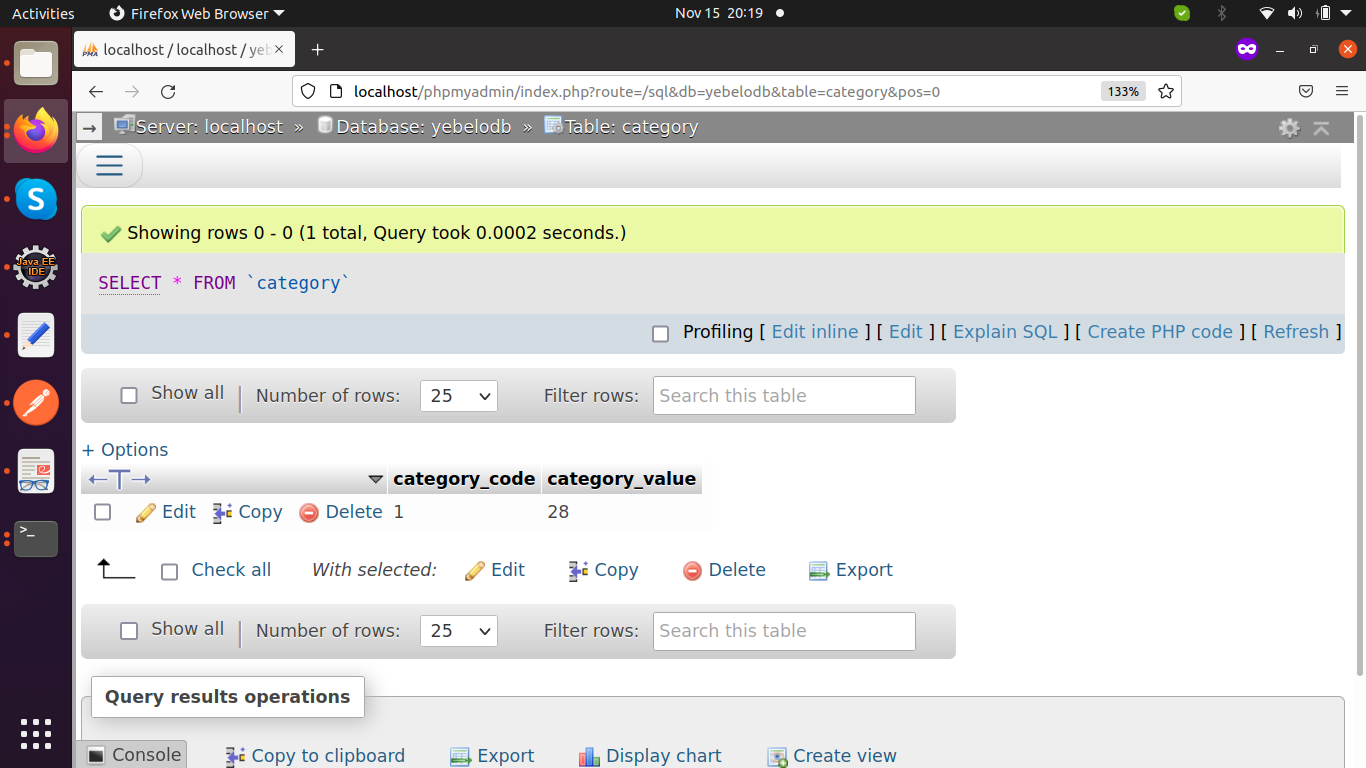 Activities Firefox Web Browser Nov 15 20:19
localhost / localhost / yeb
localhost/phpmyadmin/index.php?route=/sql&db=yebelodb&table=category&pos=0 133%
Server: localhost » Database: yebelodb » Table: category
Showing rows 0 - 0 (1 total, Query took 0.0002 seconds.)
SELECT * FROM `category`
Profiling [ Edit inline ] [ Edit ] [ Explain SQL ] [ Create PHP code ] [ Refresh ]
Show all | Number of rows: 25 Filter rows: Search this table
+ Options
←T→ category_code category_value
Edit Copy Delete 1 28
Check all With selected: Edit Copy Delete Export
Show all | Number of rows: 25 Filter rows: Search this table
Query results operations
Console Copy to clipboard Export Display chart Create view
PMA
S
Java EE
IDE
>_